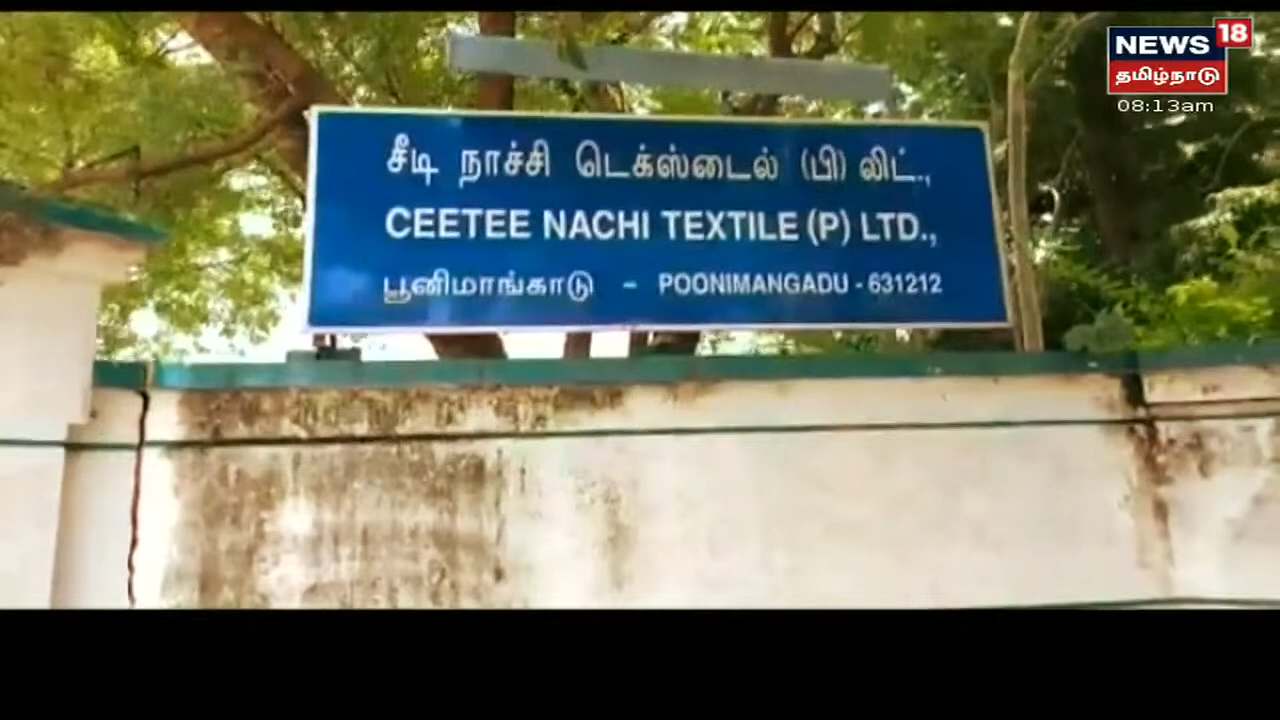 NEWS 18
தமிழ்நாடு
08:13am
சீடி நாச்சி டெக்ஸ்டைல் (பி) லிட்.,
CEETEE NACHI TEXTILE (P) LTD.,
பூனிமாங்காடு - POONIMANGADU - 631212